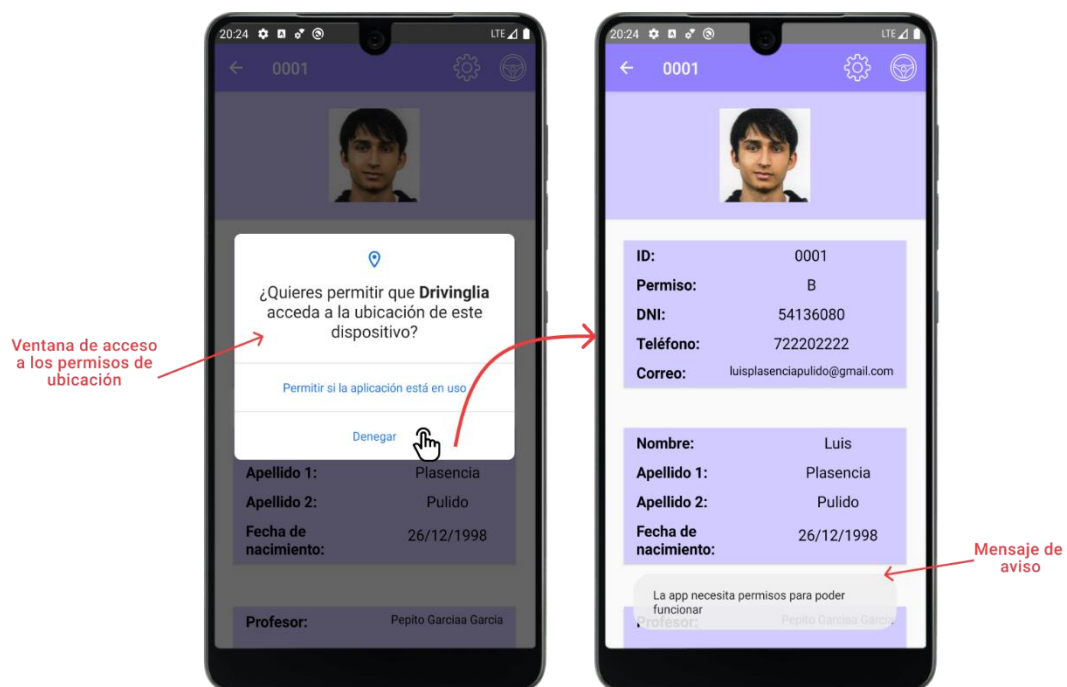 20:24
LTE
0001
¿Quieres permitir que Drivinglia
acceda a la ubicación de este
dispositivo?
Permitir si la aplicación está en uso
Denegar
Apellido 1: Plasencia
Apellido 2: Pulido
Fecha de
nacimiento: 26/12/1998
Profesor: Pepito Garciaa Garcia
Ventana de acceso
a los permisos de
ubicación
20:24
LTE
0001
ID: 0001
Permiso: B
DNI: 54136080
Teléfono: 722202222
Correo: luisplasenciapulido@gmail.com
Nombre: Luis
Apellido 1: Plasencia
Apellido 2: Pulido
Fecha de
nacimiento: 26/12/1998
La app necesita permisos para poder
funcionar
Profesor: Pepito Garciaa Garcia
Mensaje de
aviso